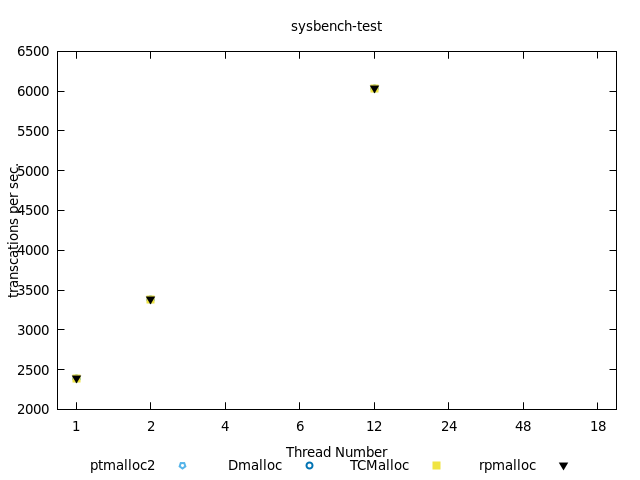 sysbench-test
6500
6000
5500
5000
4500
4000
3500
3000
2500
2000
transcations per sec.
1 2 4 6 12 24 48 18
Thread Number
ptmalloc2 Dmalloc TCMalloc rpmalloc